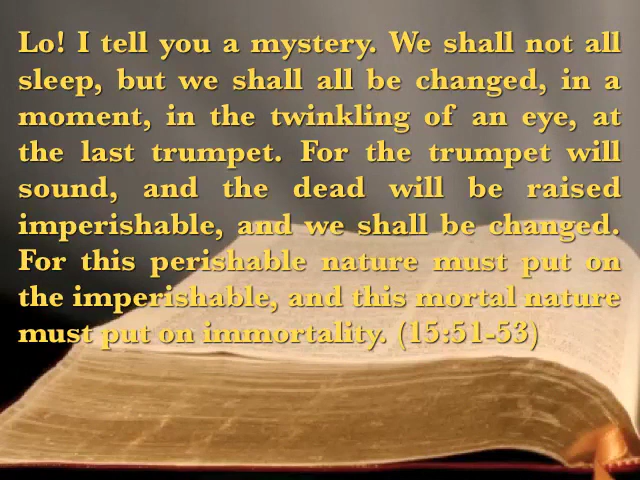 Lo! I tell you a mystery. We shall not all
sleep, but we shall all be changed, in a
moment, in the twinkling of an eye, at
the last trumpet. For the trumpet will
sound, and the dead will be raised
imperishable, and we shall be changed.
For this perishable nature must put on
the imperishable, and this mortal nature
must put on immortality. (15:51-53)